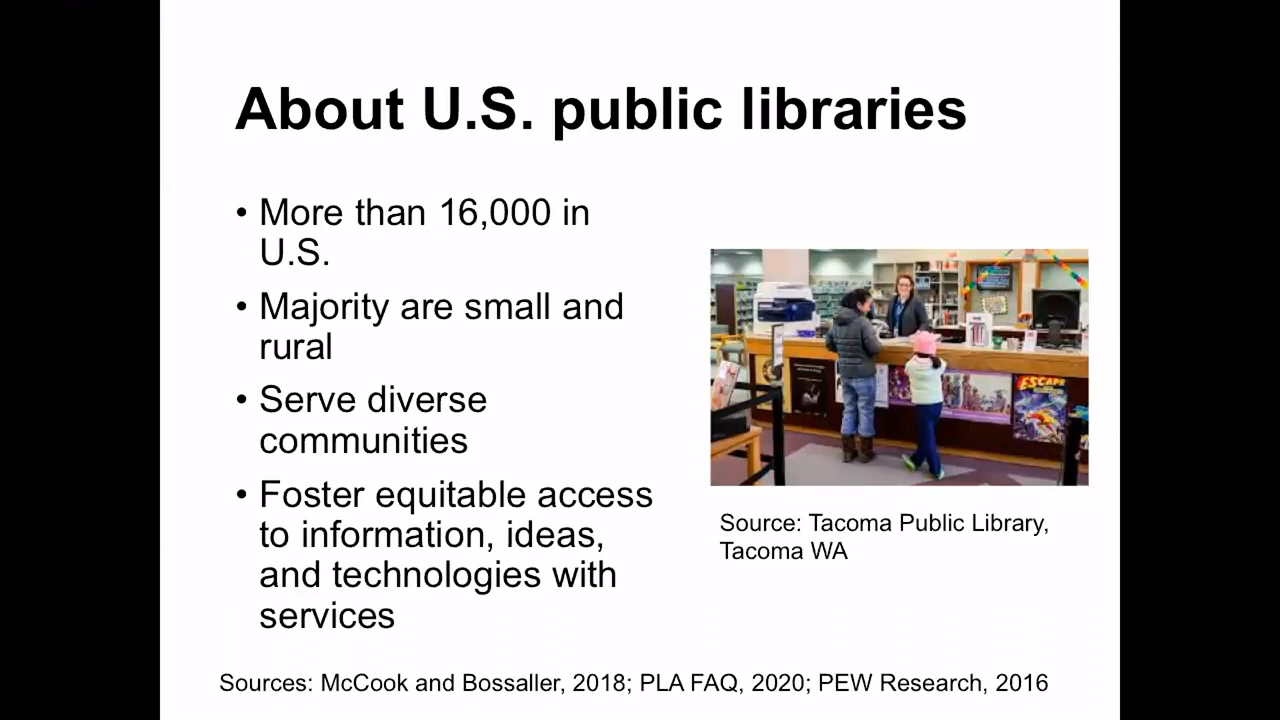 About U.S. public libraries
• More than 16,000 in
U.S.
• Majority are small and
rural
• Serve diverse
communities
• Foster equitable access
to information, ideas,
and technologies with
services
ESCAPE
Source: Tacoma Public Library,
Tacoma WA
Sources: McCook and Bossaller, 2018; PLA FAQ, 2020; PEW Research, 2016